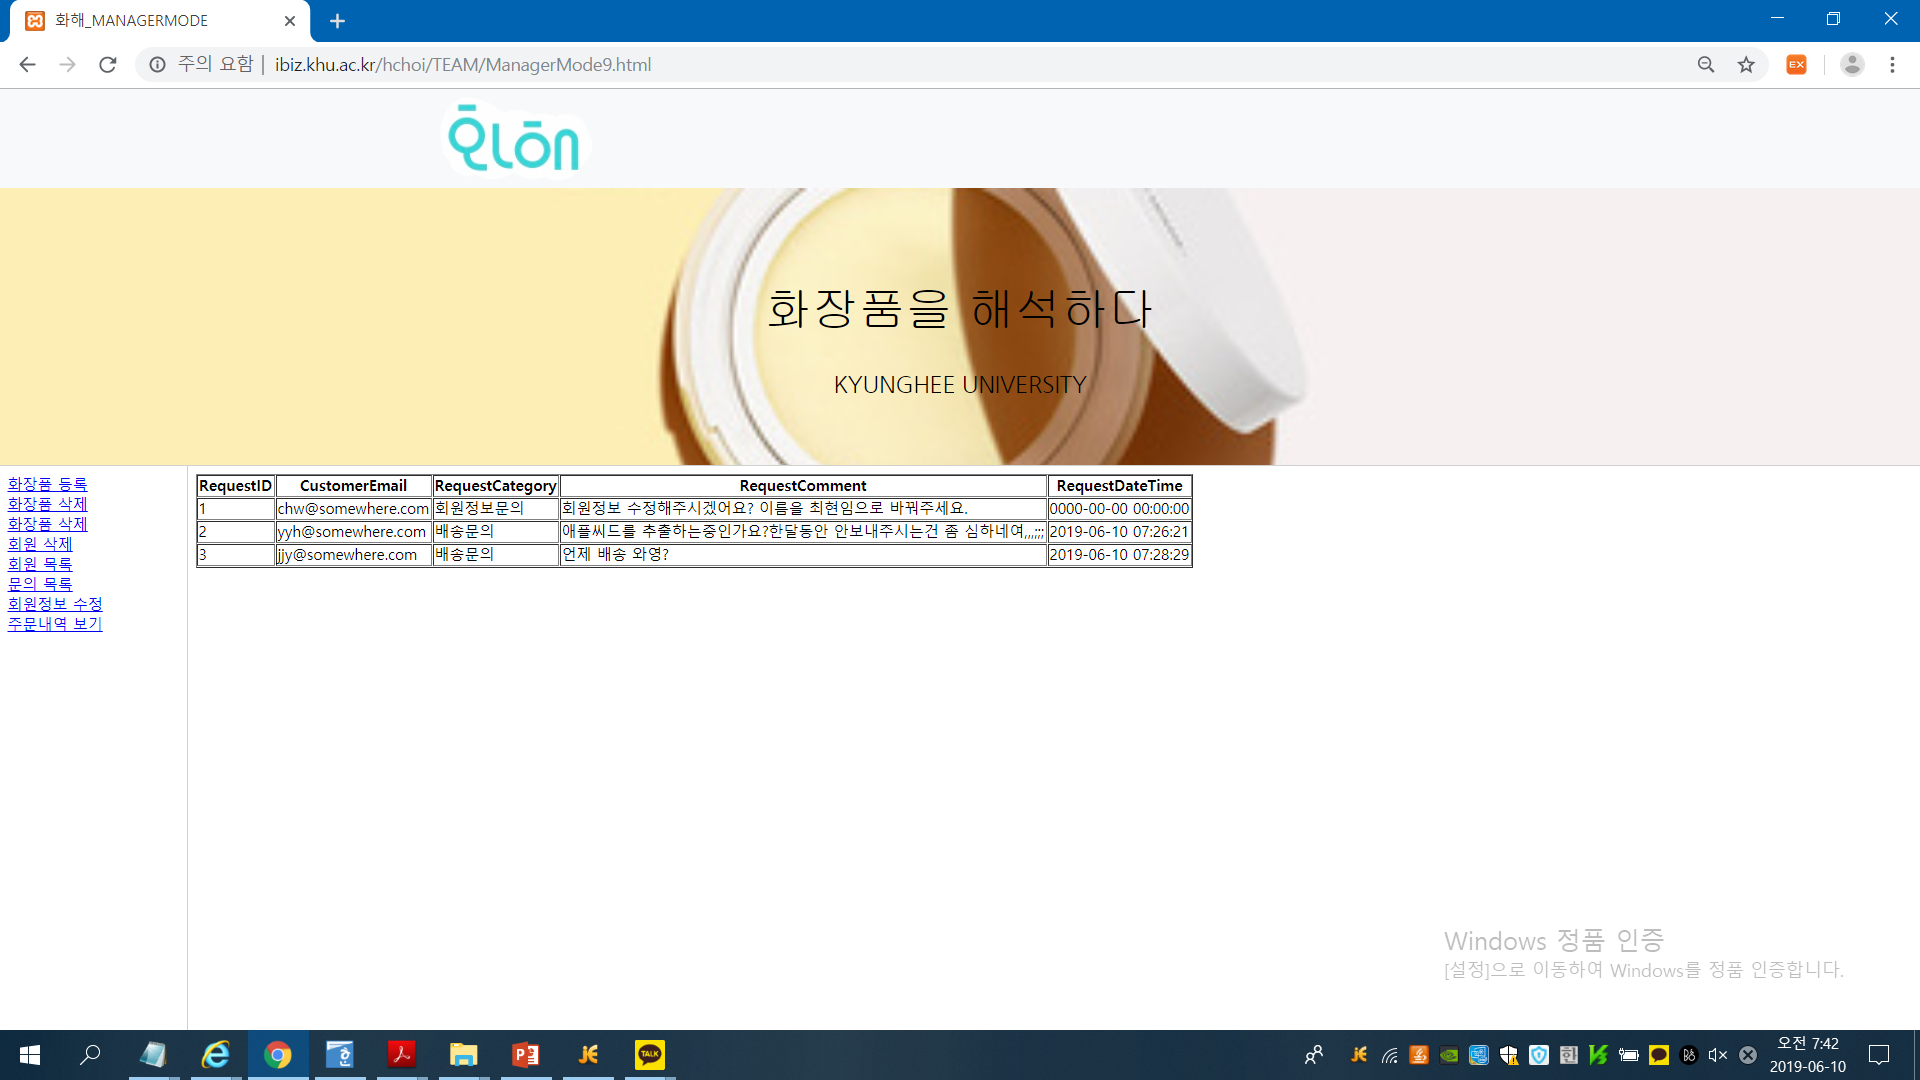 화해_MANAGERMODE
주의 요함 | ibiz.khu.ac.kr/hchoi/TEAM/ManagerMode9.html
EX
화장품을 해석하다
KYUNGHEE UNIVERSITY
화장품 등록
화장품 삭제
화장품 삭제
회원 삭제
회원 목록
문의 목록
회원정보 수정
주문내역 보기
RequestID CustomerEmail RequestCategory RequestComment RequestDateTime
1 chw@somewhere.com 회원정보문의 회원정보 수정해주시겠어요? 이름을 최현임으로 바꿔주세요. 0000-00-00 00:00:00
2 yyh@somewhere.com 배송문의 애플씨드를 추출하는중인가요?한달동안 안보내주시는건 좀 심하네여,,,;;; 2019-06-10 07:26:21
3 jjy@somewhere.com 배송문의 언제 배송 와영? 2019-06-10 07:28:29
Windows 정품 인증
[설정]으로 이동하여 Windows를 정품 인증합니다.
TALK
오전 7:42
2019-06-10